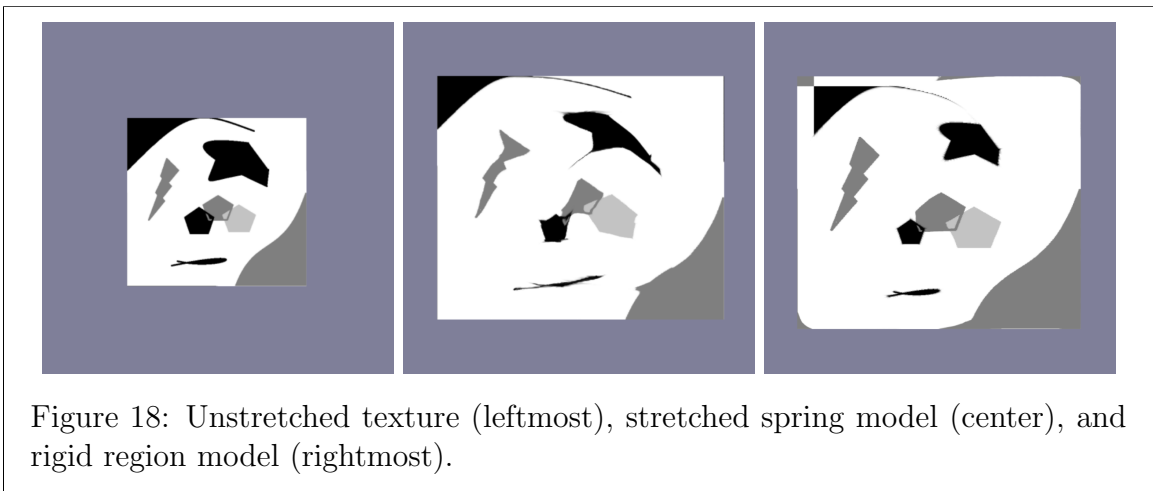 Figure 18: Unstretched texture (leftmost), stretched spring model (center), and
rigid region model (rightmost).